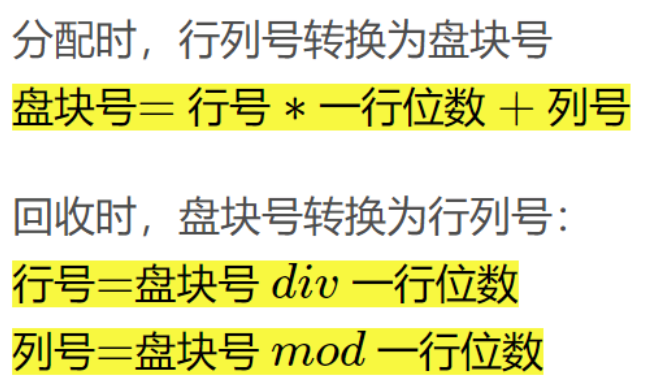 分配时，行列号转换为盘块号
盘块号= 行号 * 一行位数 + 列号
回收时，盘块号转换为行列号：
行号=盘块号 div 一行位数
列号=盘块号 mod 一行位数